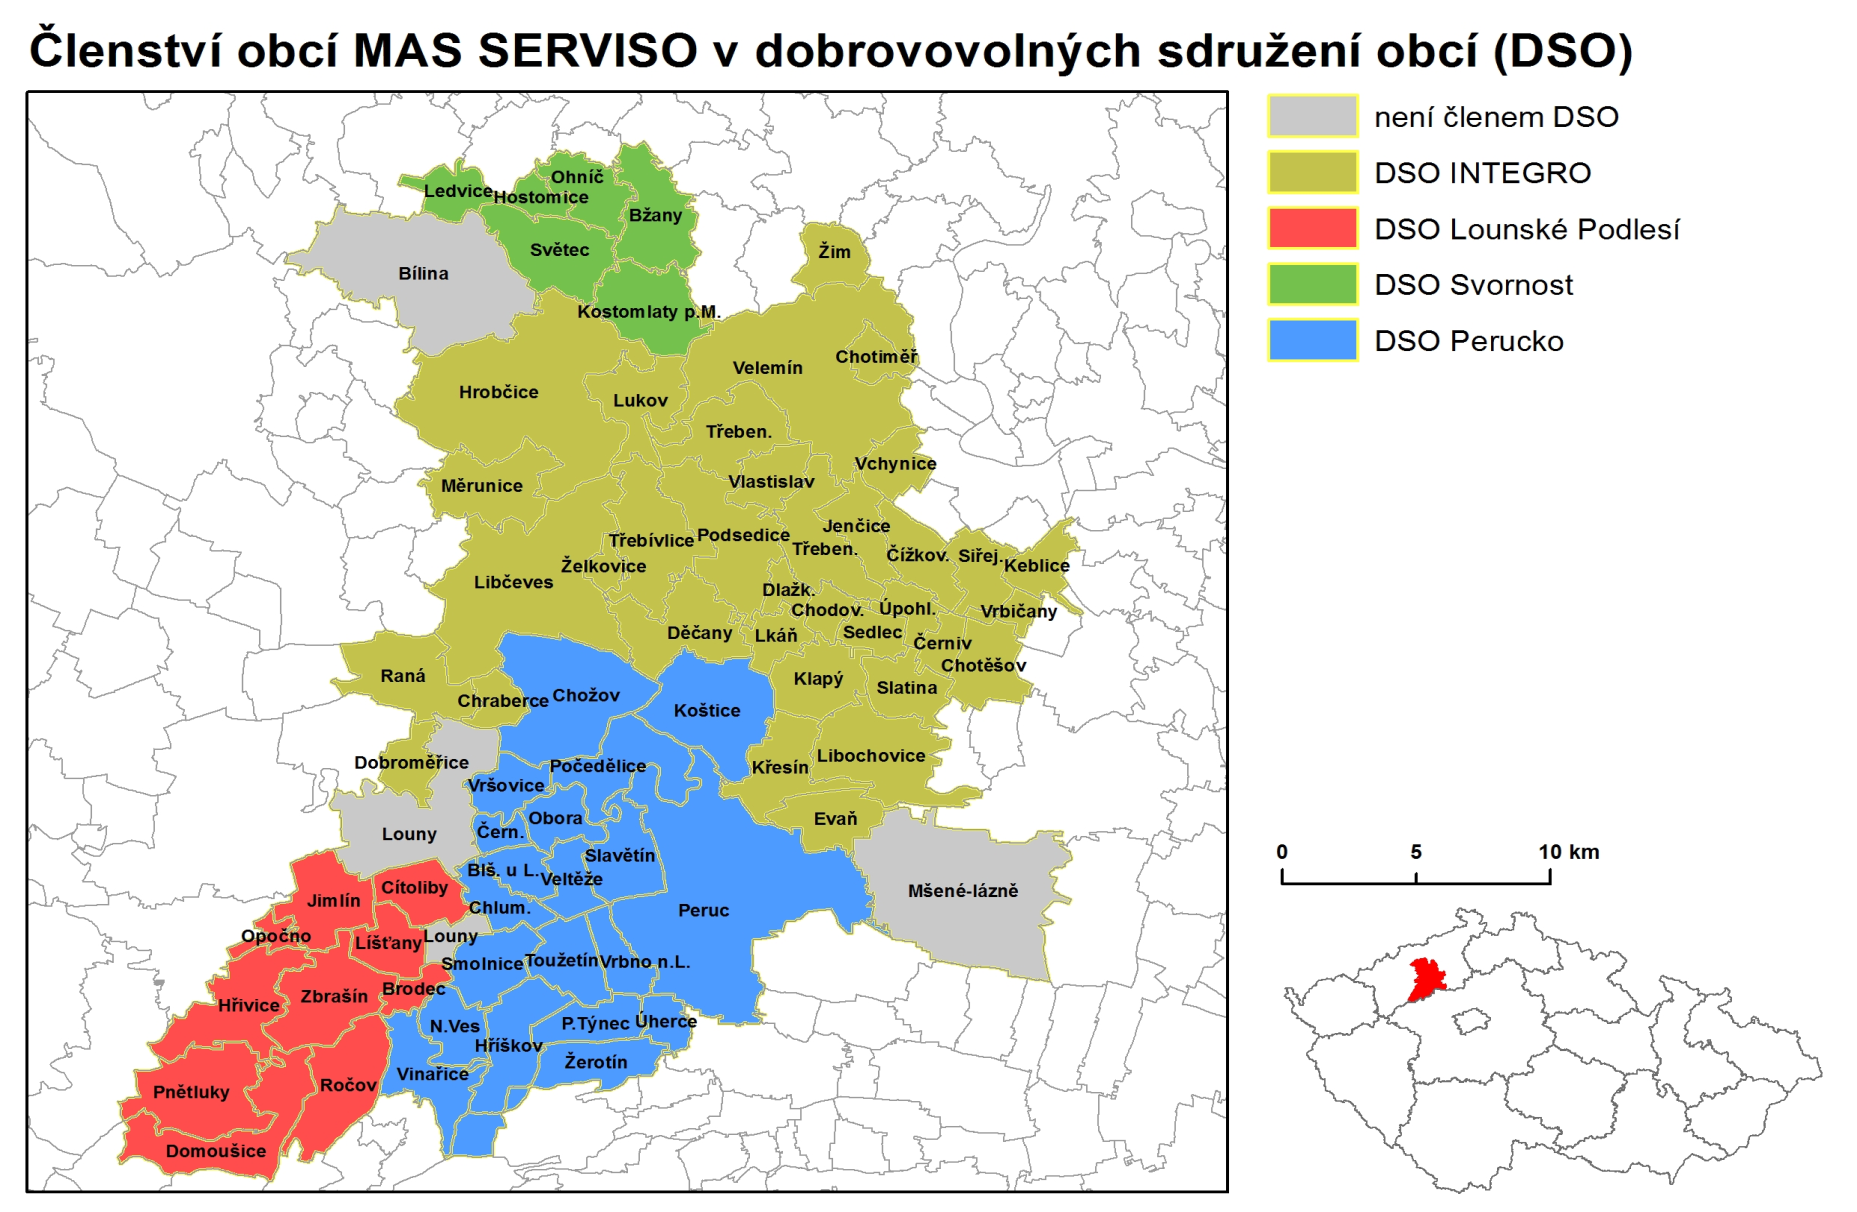 Členství obcí MAS SERVISO v dobrovovolných sdružení obcí (DSO)
není členem DSO
DSO INTEGRO
DSO Lounské Podlesí
DSO Svornost
DSO Perucko
Ohníč
Ledvice
Hostomice
Bžany
Světec
Žim
Bílina
Kostomlaty p.M.
Chotiměř
Velemín
Hrobčice
Lukov
Třeben.
Vchynice
Měrunice
Vlastislav
Jenčice
Podsedice
Třebívlice
Třeben.
Čížkov.
Siřej.
Keblice
Želkovice
Libčeves
Dlažk.
Chodov.
Úpohl.
Vrbičany
Děčany
Lkáň
Sedlec
Černiv
Chotěšov
Raná
Klapý
Slatina
Chraberce
Chožov
Koštice
Dobroměřice
Počedělice
Křesín
Libochovice
Vršovice
Obora
Evaň
Louny
Čern.
Slavětín
Blš. u L.
Veltěže
Cítoliby
Mšené-lázně
Jimlín
Chlum.
Peruc
Opočno
Líšťany
Louny
Smolnice
Toužetín
Vrbno n.L.
Brodec
Zbrašín
Hřivice
N.Ves
P.Týnec
Úherce
Hříškov
Žerotín
Vinařice
Ročov
Pnětluky
Domoušice
0
5
10 km